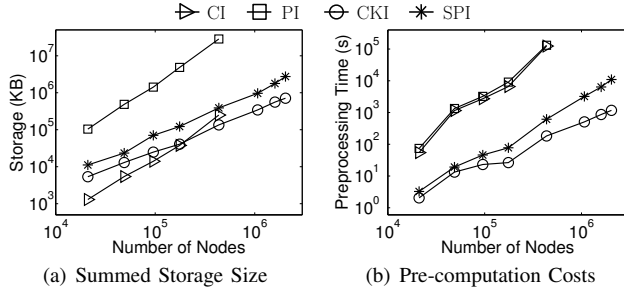 CI PI CKI SPI
10^7
10^6
10^5
10^4
10^3
Storage (KB)
10^4 10^5 10^6
Number of Nodes
(a) Summed Storage Size
10^5
10^4
10^3
10^2
10^1
10^0
Preprocessing Time (s)
10^4 10^5 10^6
Number of Nodes
(b) Pre-computation Costs